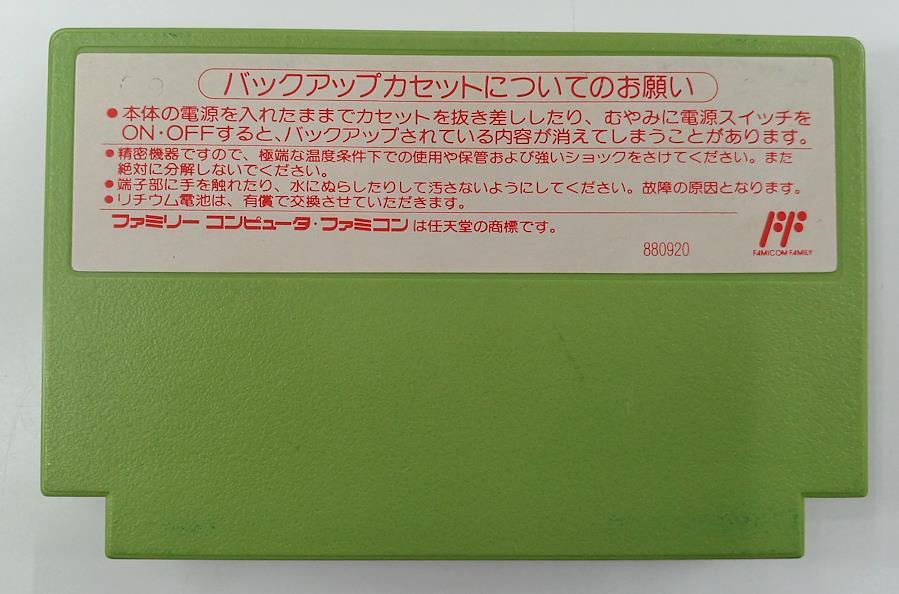 バックアップカセットについてのお願い
●本体の電源を入れたままでカセットを抜き差ししたり、むやみに電源スイッチを
ON・OFFすると、バックアップされている内容が消えてしまうことがあります。
●精密機器ですので、極端な温度条件下での使用や保管および強いショックをさけてください。また
絶対に分解しないでください。
●端子部に手を触れたり、水にぬらしたりして汚さないようにしてください。故障の原因となります。
●リチウム電池は、有償で交換させていただきます。
ファミリー コンピュータ・ファミコンは任天堂の商標です。
880920
FF
FAMICOM FAMILY